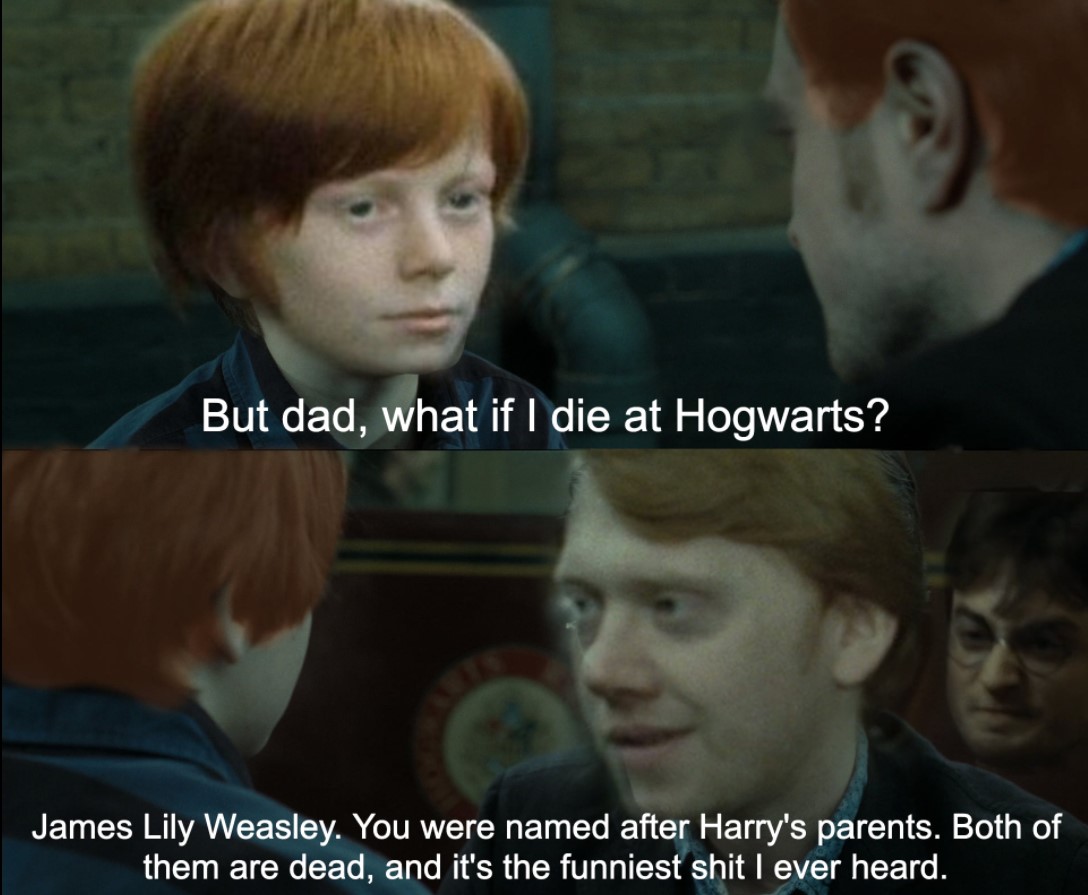 But dad, what if I die at Hogwarts?
James Lily Weasley. You were named after Harry's parents. Both of
them are dead, and it's the funniest shit I ever heard.